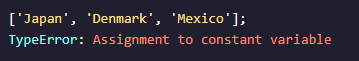 ['Japan', 'Denmark', 'Mexico'];
TypeError: Assignment to constant variable